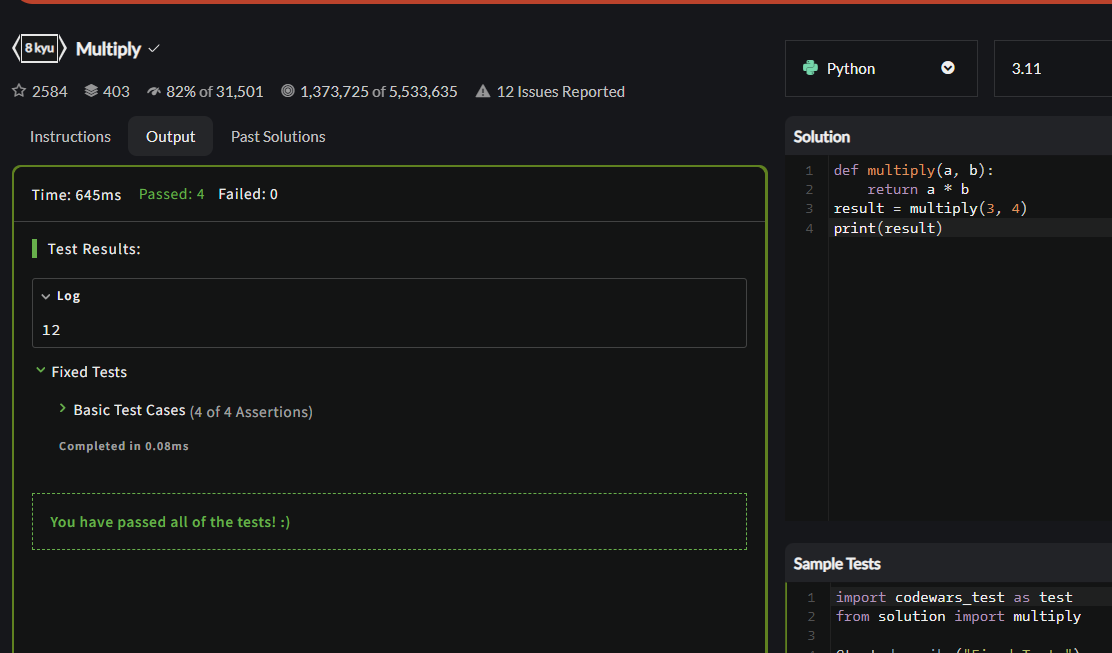 8 kyu Multiply
2584 403 82% of 31,501 1,373,725 of 5,533,635 12 Issues Reported
Instructions Output Past Solutions
Time: 645ms Passed: 4 Failed: 0
Test Results:
Log
12
Fixed Tests
Basic Test Cases (4 of 4 Assertions)
Completed in 0.08ms
You have passed all of the tests! :)
Python 3.11
Solution
1 def multiply(a, b):
2 return a * b
3 result = multiply(3, 4)
4 print(result)
Sample Tests
1 import codewars_test as test
2 from solution import multiply
3